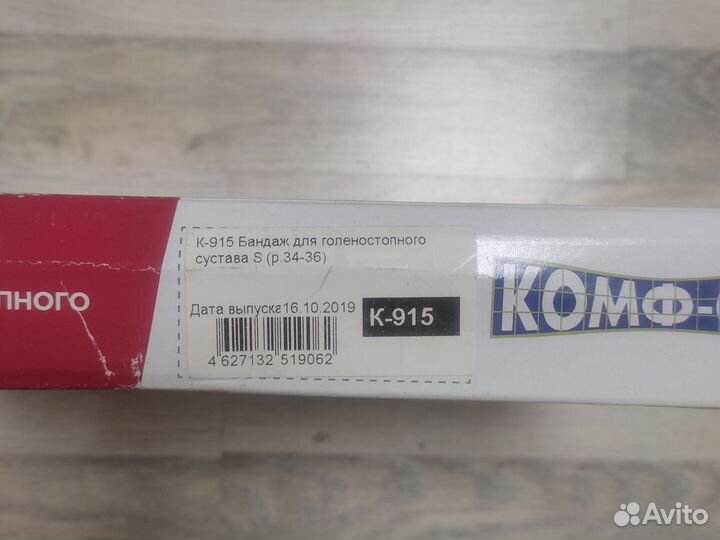 К-915 Бандаж для голеностопного
сустава S (р.34-36)
ПНОГО
Дата выпуска16.10.2019
К-915
КОМФ-
4 627132 519062
Avito